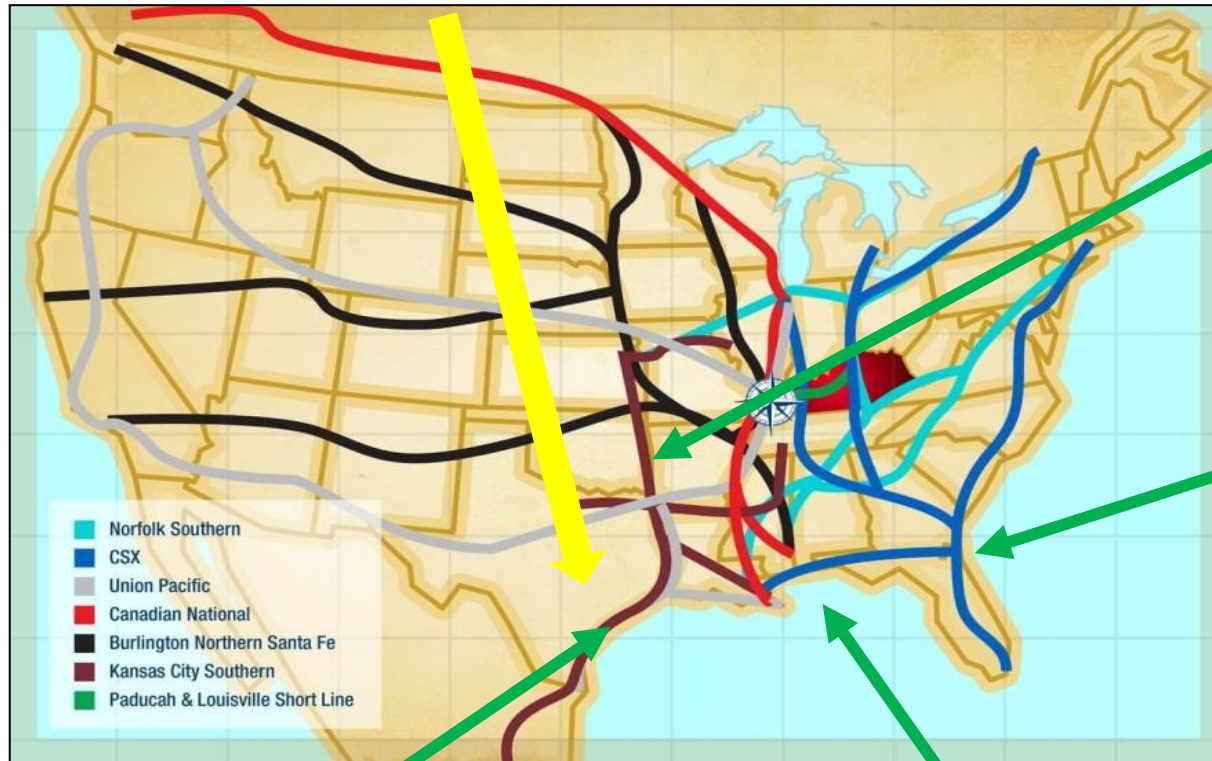 Norfolk Southern
CSX
Union Pacific
Canadian National
Burlington Northern Santa Fe
Kansas City Southern
Paducah & Louisville Short Line